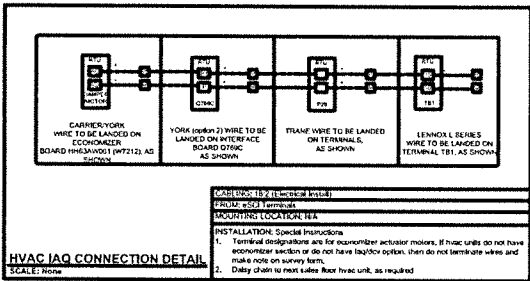 RTU
DAMPER
MOTOR
CARRIER/YORK
WIRE TO BE LANDED ON
ECONOMIZER
BOARD HH63AW001 (W7212), AS
SHOWN
RTU
Q769C
YORK (option 2) WIRE TO BE
LANDED ON INTERFACE
BOARD Q769C
AS SHOWN
RTU
TRANE WIRE TO BE LANDED
ON TERMINALS,
AS SHOWN
RTU
TB1
LENNOX L SERIES
WIRE TO BE LANDED ON
TERMINAL TB1, AS SHOWN
CABLING: 18/2 (Electrical Install)
FROM: eSCI Terminals
MOUNTING LOCATION: N/A
INSTALLATION: Special Instructions
1. Terminal designations are for economizer actuator motors. If hvac units do not have
economizer section or do not have iaq/dcv option, then do not terminate wires and
make note on survey form.
2. Daisy chain to next sales floor hvac unit, as required
HVAC IAQ CONNECTION DETAIL
SCALE: None